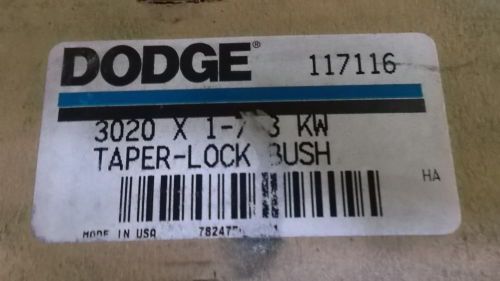 DODGE® 117116
3020 X 1-7 3 KW
TAPER-LOCK BUSH
HA
MADE IN USA